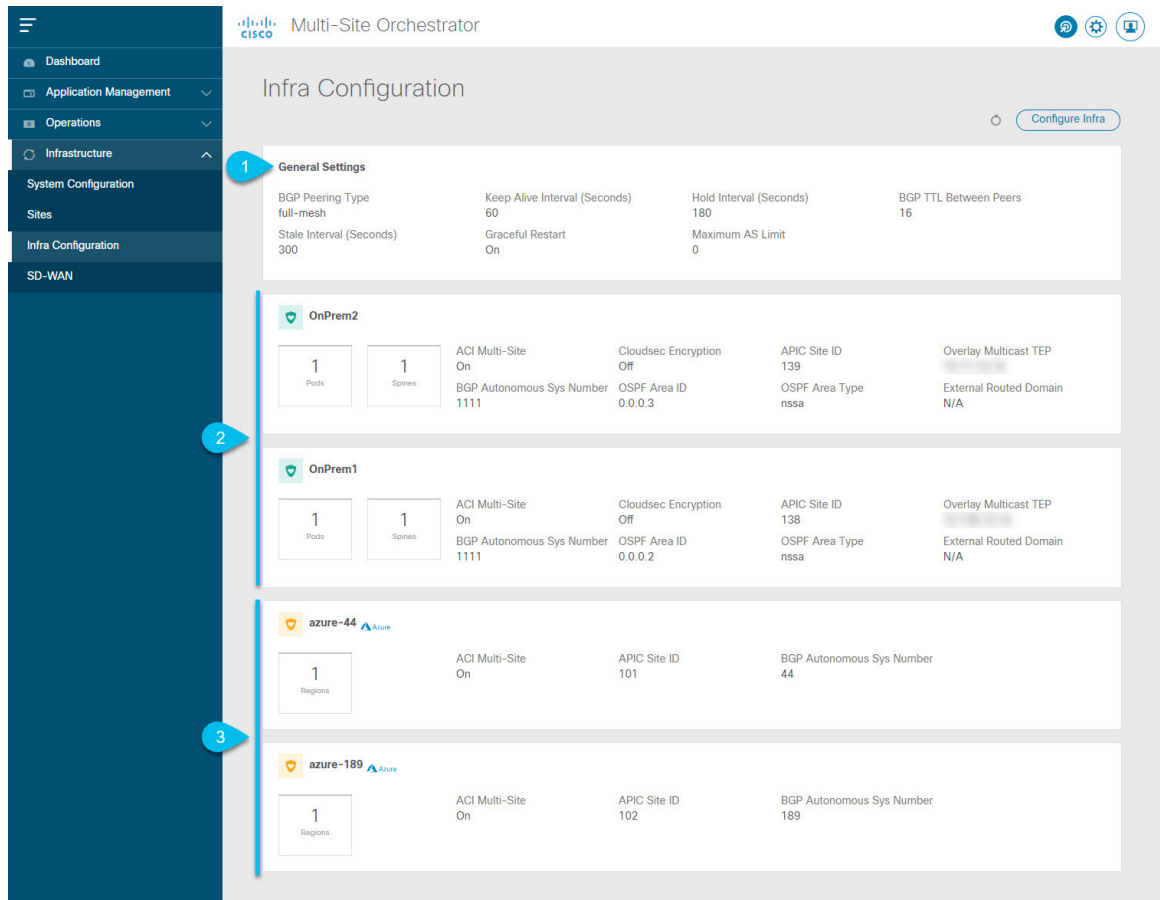 CISCO Multi-Site Orchestrator
Dashboard
Application Management
Operations
Infrastructure
System Configuration
Sites
Infra Configuration
SD-WAN
Infra Configuration
Configure Infra
1
General Settings
BGP Peering Type Keep Alive Interval (Seconds) Hold Interval (Seconds) BGP TTL Between Peers
full-mesh 60 180 16
Stale Interval (Seconds) Graceful Restart Maximum AS Limit
300 On 0
2
OnPrem2
1 Pods
1 Spines
ACI Multi-Site Cloudsec Encryption APIC Site ID Overlay Multicast TEP
On Off 139
BGP Autonomous Sys Number OSPF Area ID OSPF Area Type External Routed Domain
1111 0.0.0.3 nssa N/A
OnPrem1
1 Pods
1 Spines
ACI Multi-Site Cloudsec Encryption APIC Site ID Overlay Multicast TEP
On Off 138
BGP Autonomous Sys Number OSPF Area ID OSPF Area Type External Routed Domain
1111 0.0.0.2 nssa N/A
3
azure-44 Azure
1 Regions
ACI Multi-Site APIC Site ID BGP Autonomous Sys Number
On 101 44
azure-189 Azure
1 Regions
ACI Multi-Site APIC Site ID BGP Autonomous Sys Number
On 102 189